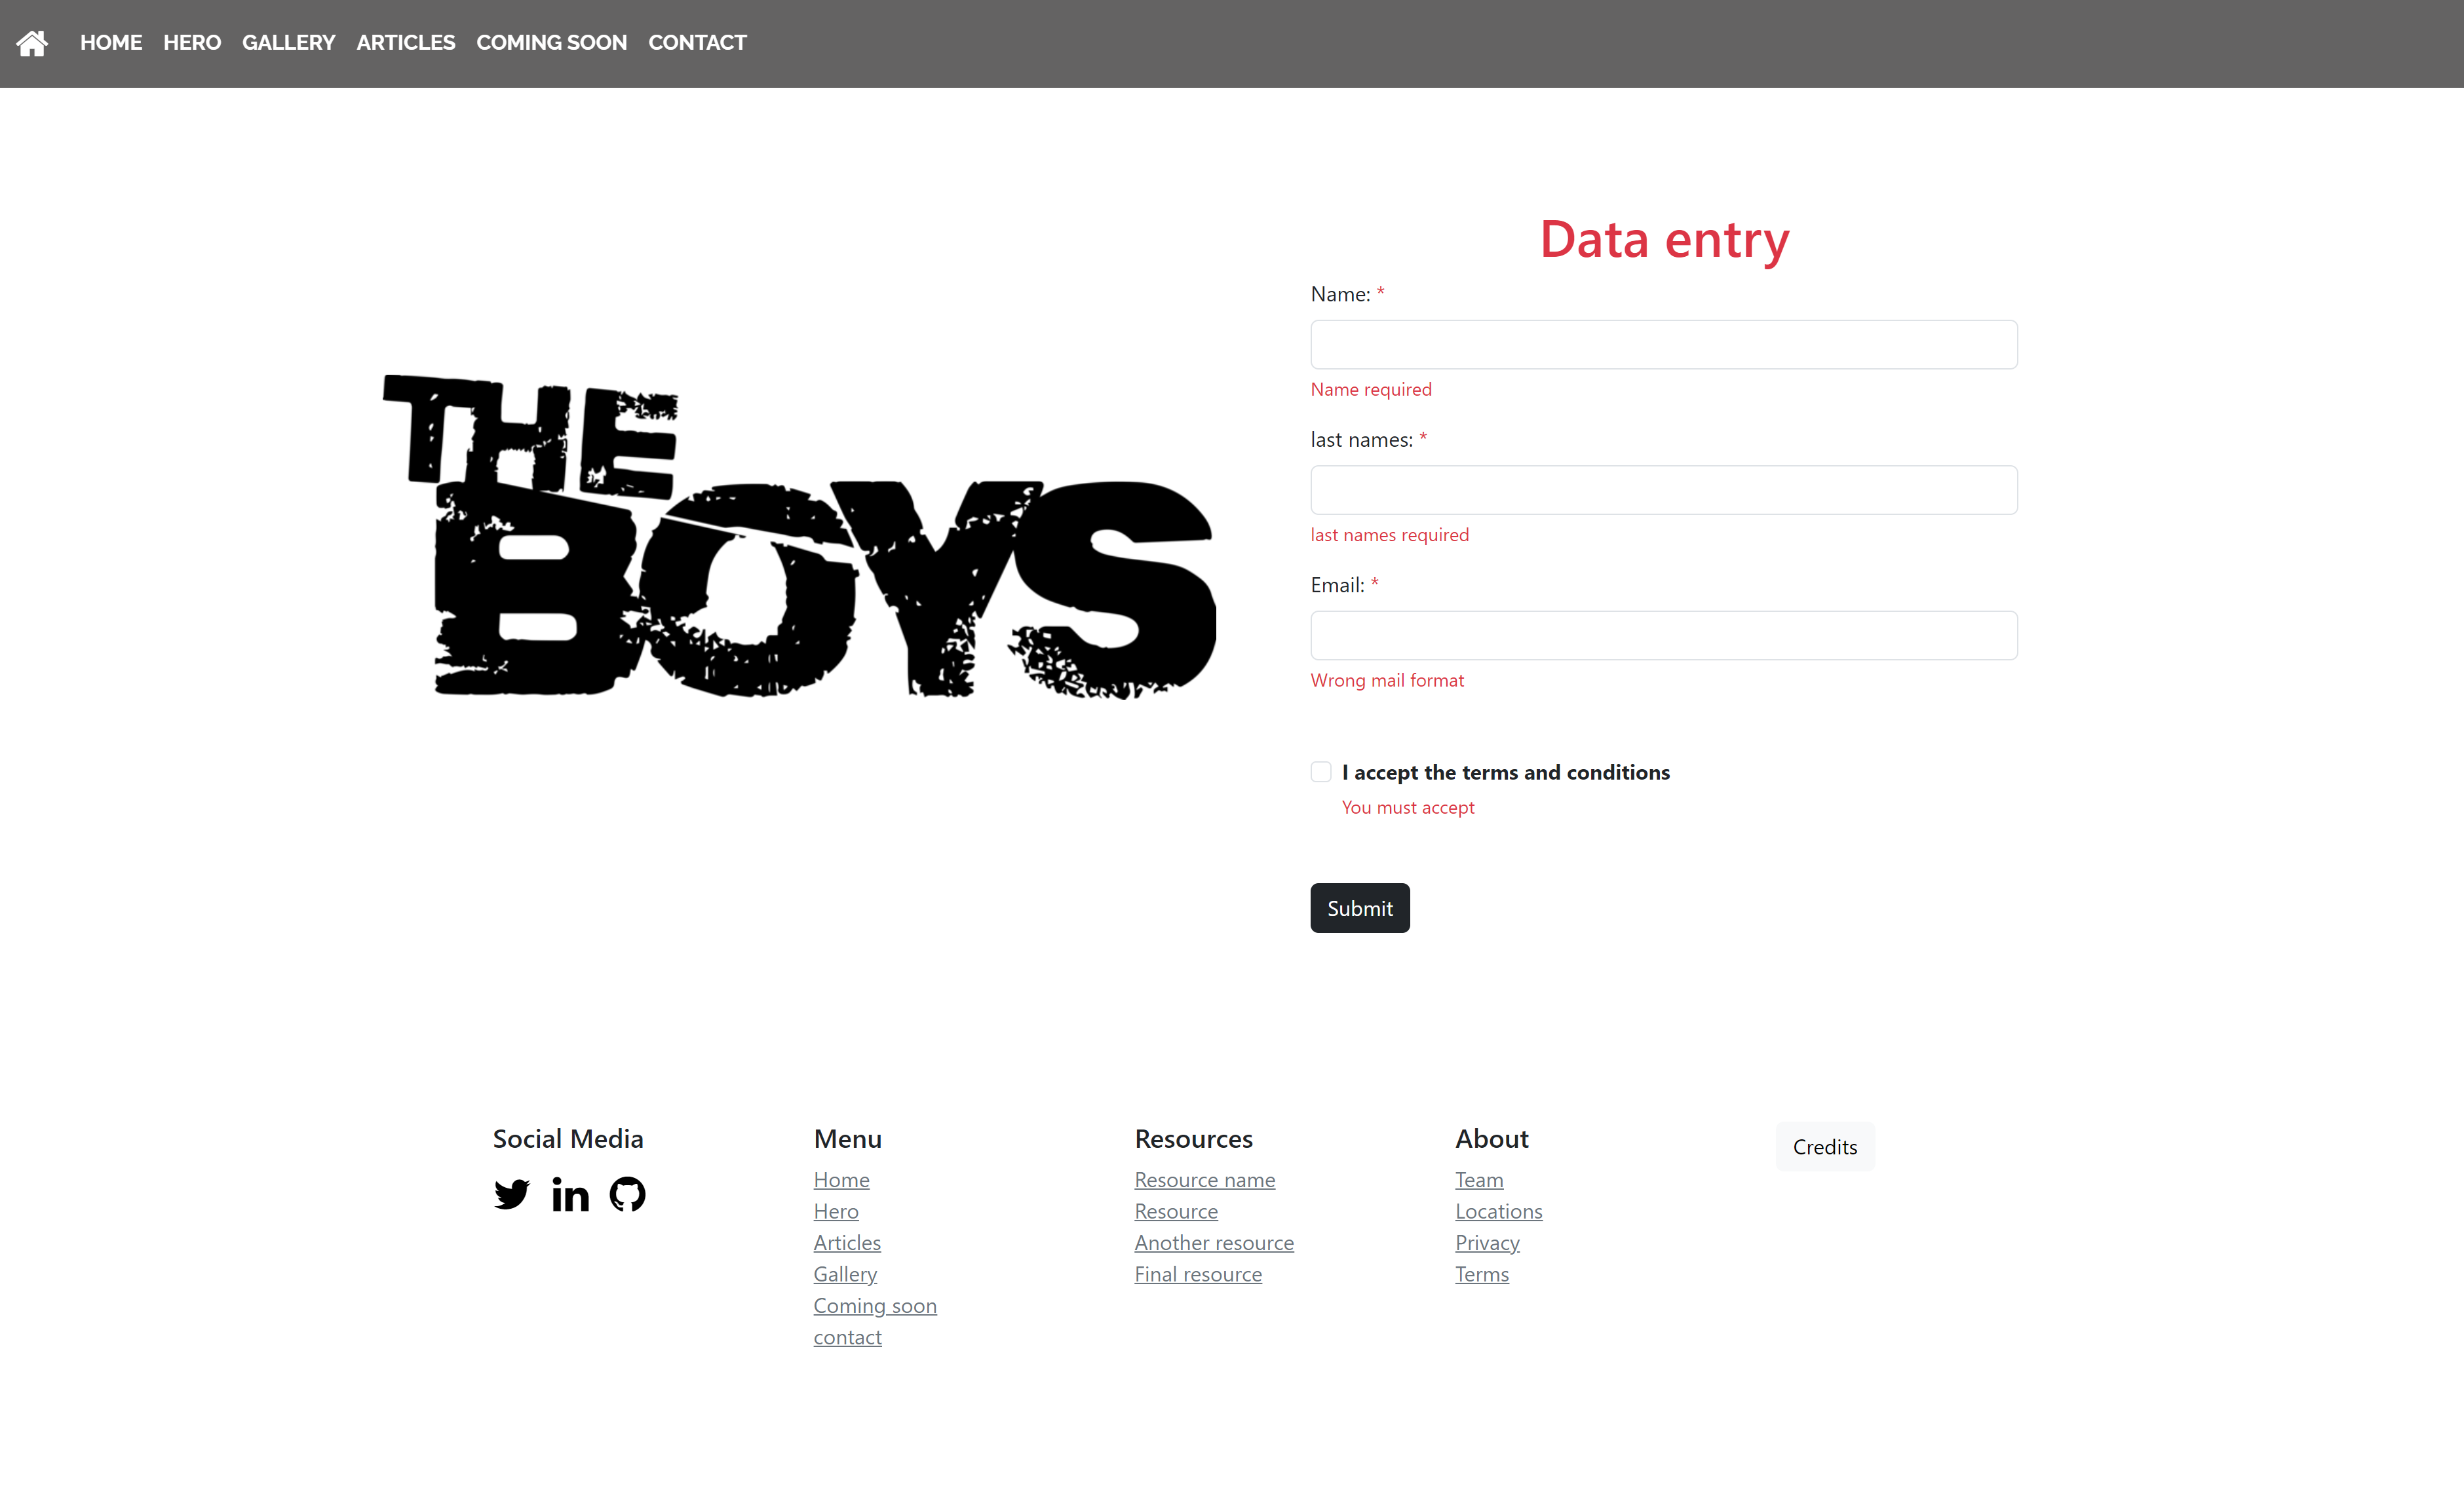 HOME HERO GALLERY ARTICLES COMING SOON CONTACT
THE
BOYS
Data entry
Name: *
Name required
last names: *
last names required
Email: *
Wrong mail format
I accept the terms and conditions
You must accept
Submit
Social Media
Menu
Home
Hero
Articles
Gallery
Coming soon
contact
Resources
Resource name
Resource
Another resource
Final resource
About
Team
Locations
Privacy
Terms
Credits